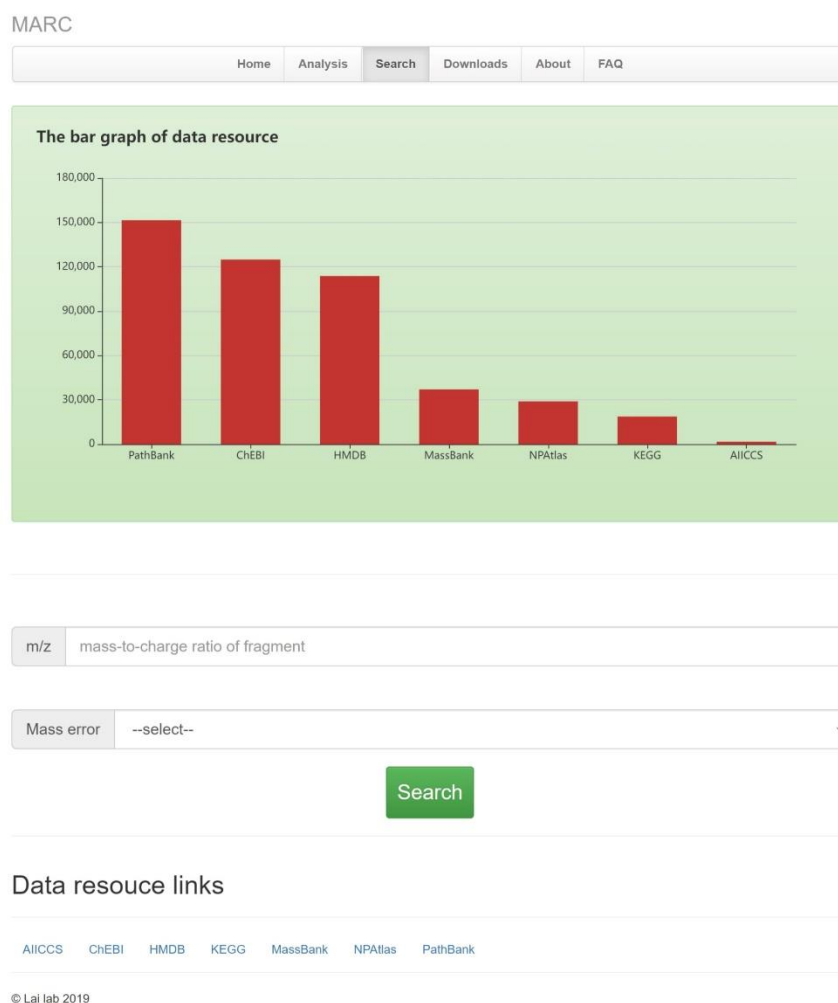 MARC
Home Analysis Search Downloads About FAQ
The bar graph of data resource
180,000
150,000
120,000
90,000
60,000
30,000
0
PathBank ChEBI HMDB MassBank NPAtlas KEGG AllCCS
m/z mass-to-charge ratio of fragment
Mass error --select--
Search
Data resouce links
AllCCS ChEBI HMDB KEGG MassBank NPAtlas PathBank
© Lai lab 2019